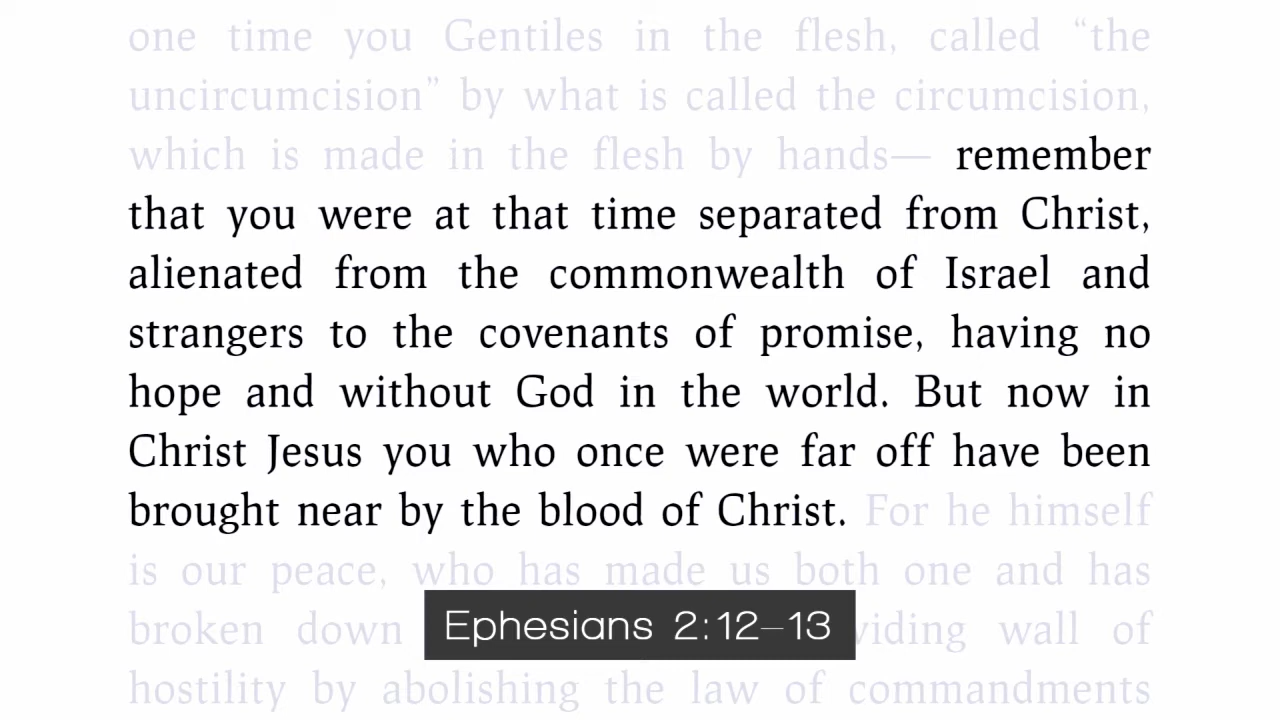 one time you Gentiles in the flesh, called “the
uncircumcision” by what is called the circumcision,
which is made in the flesh by hands— remember
that you were at that time separated from Christ,
alienated from the commonwealth of Israel and
strangers to the covenants of promise, having no
hope and without God in the world. But now in
Christ Jesus you who once were far off have been
brought near by the blood of Christ. For he himself
is our peace, who has made us both one and has
broken down viding wall of
Ephesians 2:12–13
hostility by abolishing the law of commandments